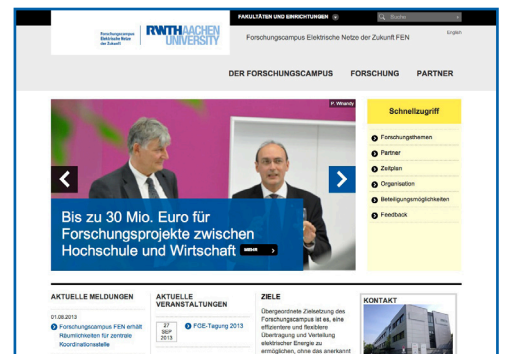 FAKULTÄTEN UND EINRICHTUNGEN
Suche
Forschungscampus
Elektrische Netze
der Zukunft
RWTHAACHEN
UNIVERSITY
Forschungscampus Elektrische Netze der Zukunft FEN
English
DER FORSCHUNGSCAMPUS
FORSCHUNG
PARTNER
P. Winandy
Bis zu 30 Mio. Euro für
Forschungsprojekte zwischen
Hochschule und Wirtschaft
MEHR
Schnellzugriff
Forschungsthemen
Partner
Zeitplan
Organisation
Beteiligungsmöglichkeiten
Feedback
AKTUELLE MELDUNGEN
01.08.2013
Forschungscampus FEN erhält
Räumlichkeiten für zentrale
Koordinationsstelle
AKTUELLE
VERANSTALTUNGEN
27
SEP
2013
FGE-Tagung 2013
ZIELE
Übergeordnete Zielsetzung des
Forschungscampus ist es, eine
effizientere und flexiblere
Übertragung und Verteilung
elektrischer Energie zu
ermöglichen, ohne das anerkannt
KONTAKT